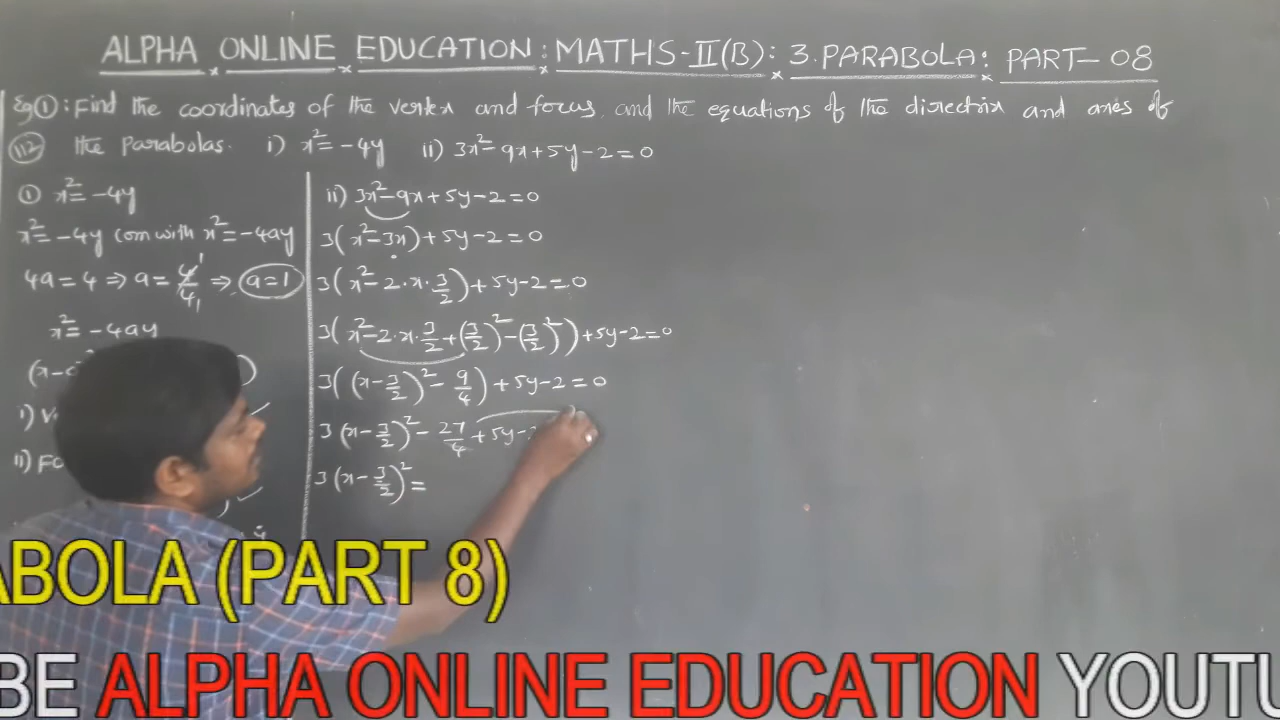 ALPHA ONLINE EDUCATION: MATHS-II(B): 3.PARABOLA: PART-08
Eg①: Find the coordinates of the vertex and focus, and the equations of the directrix and axes of
112 the Parabolas. i) x²=-4y ii) 3x²-9x+5y-2=0
① x²=-4y
x²=-4y com with x²=-4ay
4a=4 ⇒ a=4/4 ⇒ a=1
x²=-4ay
i) V
ii) Fo
ii) 3x²-9x+5y-2=0
3(x²-3x)+5y-2=0
3(x²-2·x·3/2)+5y-2=0
3(x²-2·x·3/2+(3/2)²-(3/2)²)+5y-2=0
3((x-3/2)²-9/4)+5y-2=0
3(x-3/2)²-27/4+5y-
3(x-3/2)²=
ABOLA (PART 8)
BE ALPHA ONLINE EDUCATION YOUTU